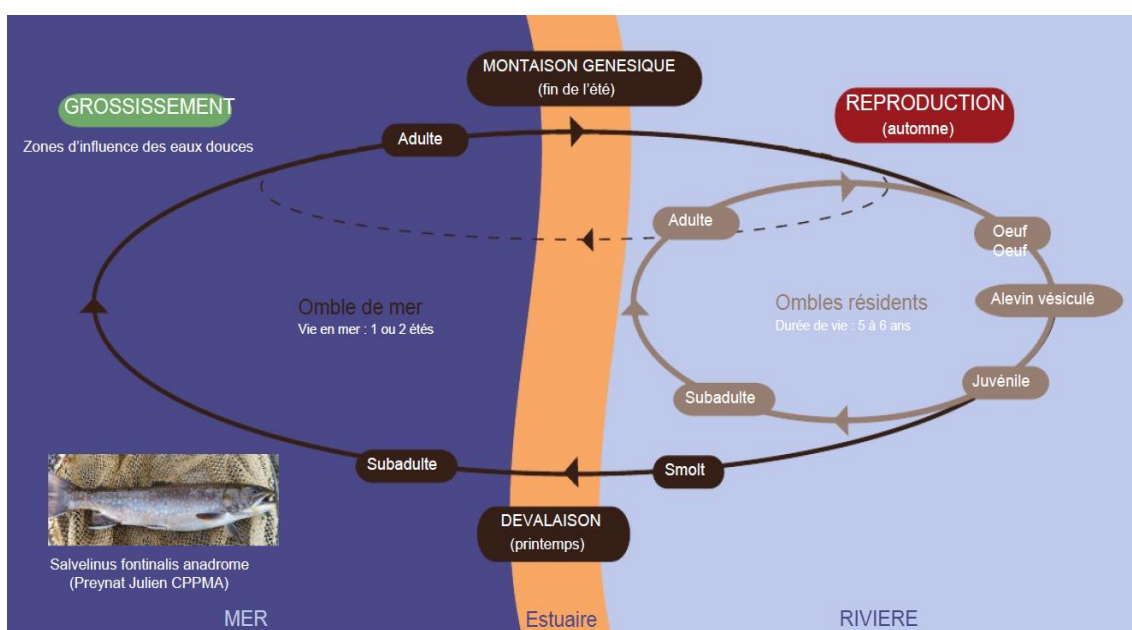 MONTAISON GENESIQUE
(fin de l'été)
GROSSISSEMENT
Zones d'influence des eaux douces
REPRODUCTION
(automne)
Adulte
Adulte
Oeuf
Oeuf
Alevin vésiculé
Omble de mer
Vie en mer : 1 ou 2 étés
Ombles résidents
Durée de vie : 5 à 6 ans
Juvénile
Subadulte
Subadulte
Smolt
DEVALAISON
(printemps)
Salvelinus fontinalis anadrome
(Preynat Julien CPPMA)
MER
Estuaire
RIVIERE